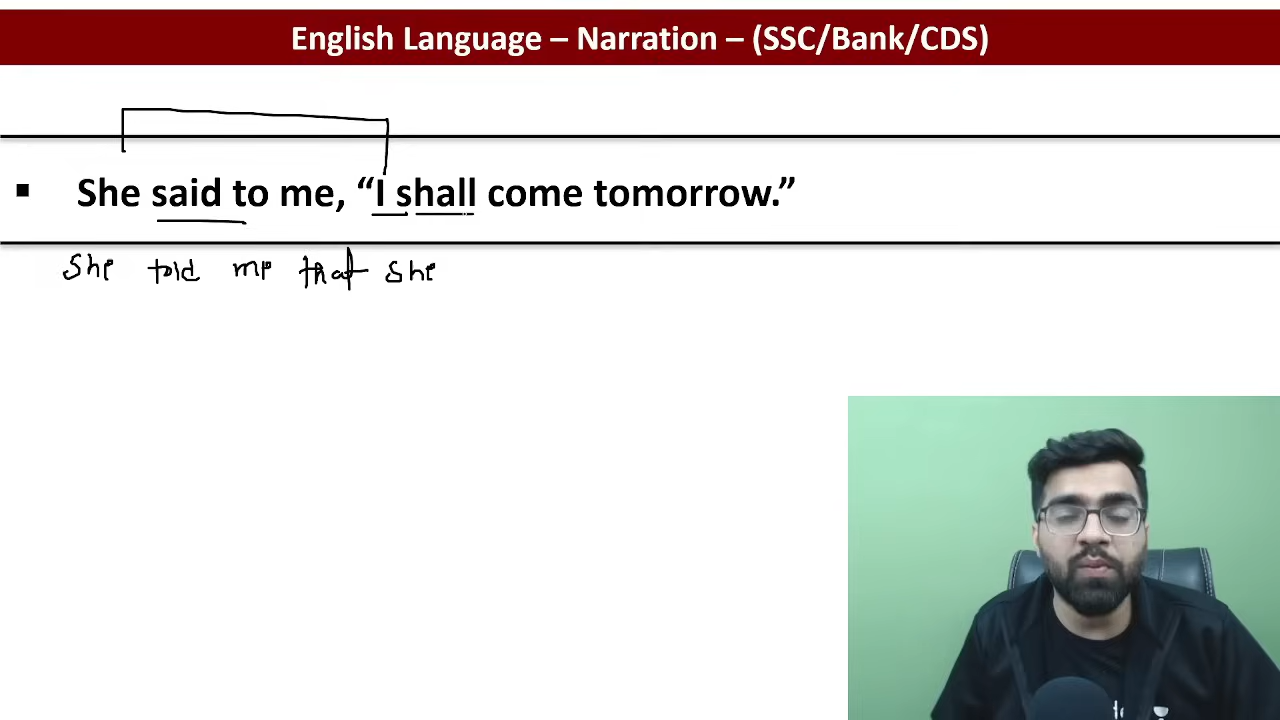 English Language – Narration – (SSC/Bank/CDS)
▪ She said to me, “I shall come tomorrow.”
She told me that she